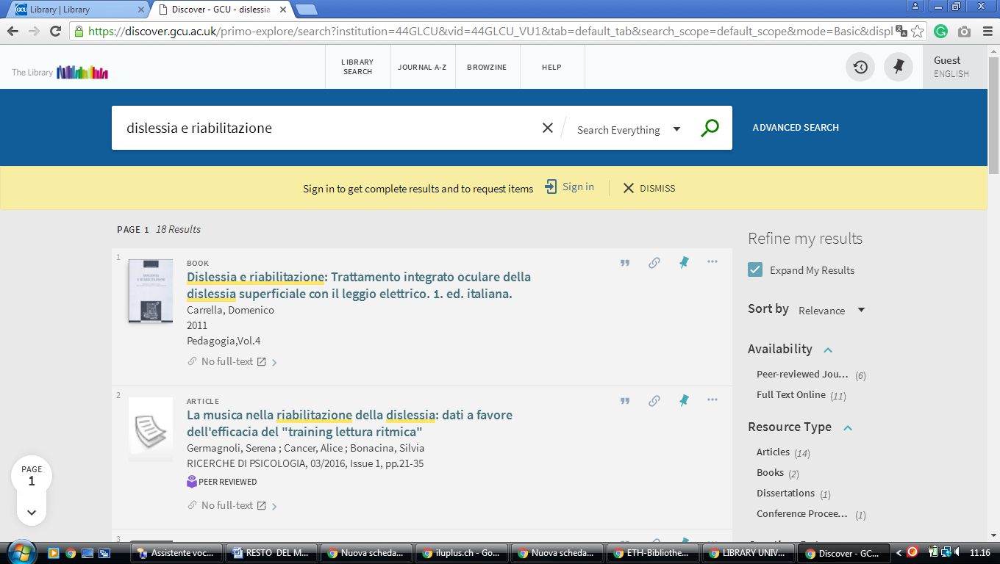 Library | Library
Discover - GCU - dislessia
https://discover.gcu.ac.uk/primo-explore/search?institution=44GLCU&vid=44GLCU_VU1&tab=default_tab&search_scope=default_scope&mode=Basic&displ
The Library
LIBRARY SEARCH
JOURNAL A-Z
BROWZINE
HELP
Guest
ENGLISH
dislessia e riabilitazione
Search Everything
ADVANCED SEARCH
Sign in to get complete results and to request items
Sign in
DISMISS
PAGE 1 18 Results
1
BOOK
Dislessia e riabilitazione: Trattamento integrato oculare della
dislessia superficiale con il leggio elettrico. 1. ed. italiana.
Carrella, Domenico
2011
Pedagogia,Vol.4
No full-text
2
ARTICLE
La musica nella riabilitazione della dislessia: dati a favore
dell'efficacia del "training lettura ritmica"
Germagnoli, Serena ; Cancer, Alice ; Bonacina, Silvia
RICERCHE DI PSICOLOGIA, 03/2016, Issue 1, pp.21-35
PEER REVIEWED
No full-text
3
Refine my results
Expand My Results
Sort by Relevance
Availability
Peer-reviewed Jou... (6)
Full Text Online (11)
Resource Type
Articles (14)
Books (2)
Dissertations (1)
Conference Procee... (1)
PAGE
1
Assistente voc...
RESTO DEL M...
Nuova scheda...
iluplus.ch - Go...
Nuova scheda...
ETH-Bibliothe...
LIBRARY UNIV...
Discover - GC...
11.16